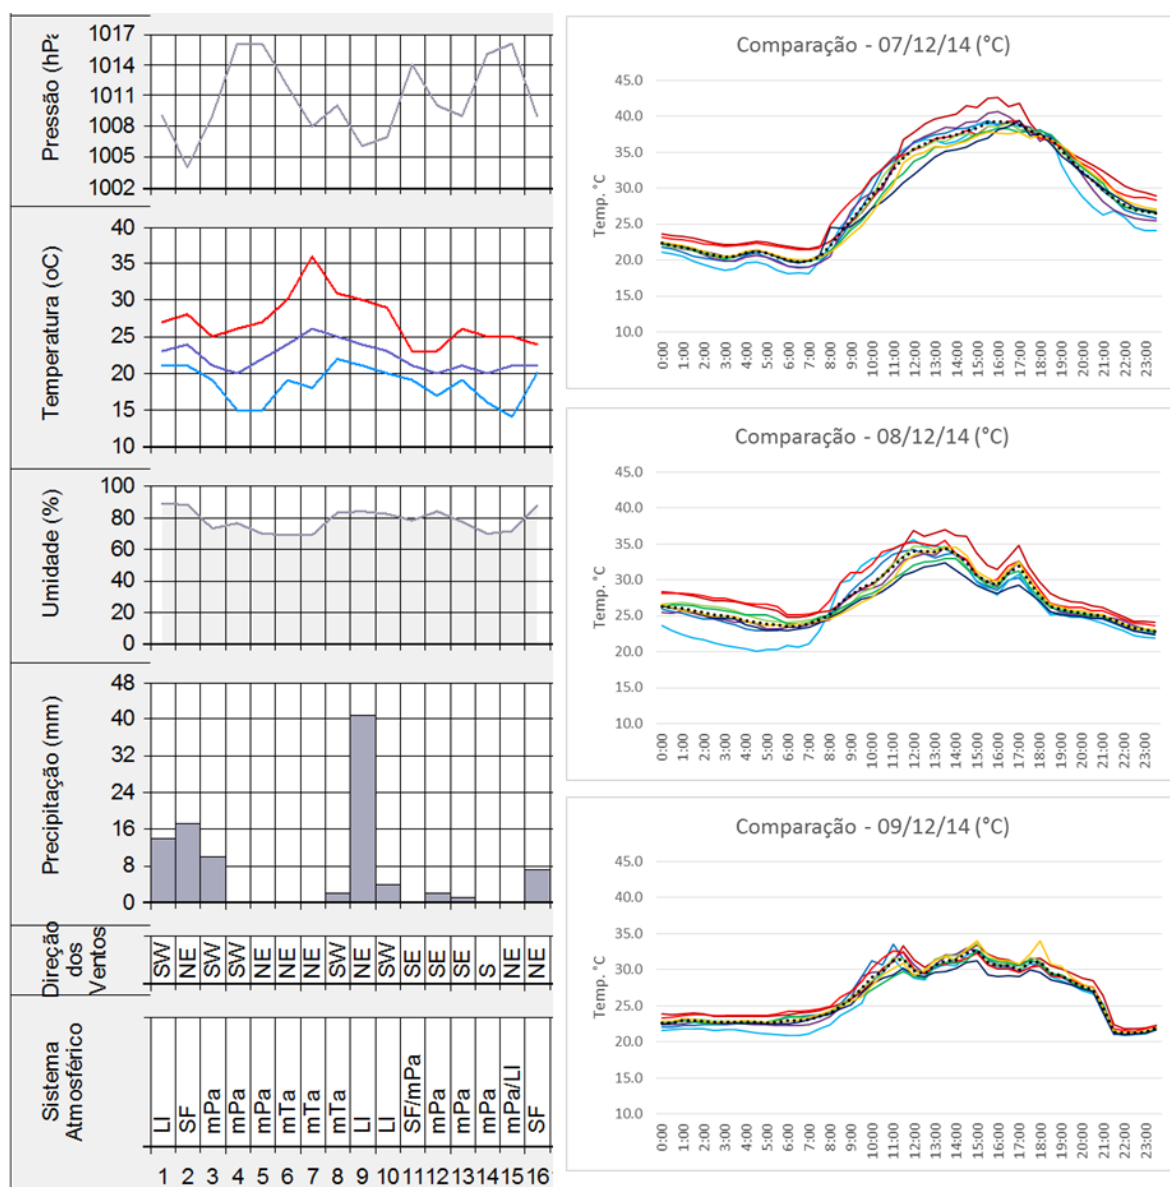 Pressão (hPa
1017
1014
1011
1008
1005
1002
Temperatura (oC)
40
35
30
25
20
15
10
Umidade (%)
100
80
60
40
20
0
Precipitação (mm)
48
40
32
24
16
8
0
Direção
dos
Ventos
SW NE SW SW NE NE NE SW NE SW SE SE SE S NE NE
Sistema
Atmosférico
LI SF mPa mPa mPa mTa mTa mTa LI LI SF/mPa mPa mPa mPa mPa/LI SF
1 2 3 4 5 6 7 8 9 10 11 12 13 14 15 16
Comparação - 07/12/14 (°C)
Temp. °C
45.0
40.0
35.0
30.0
25.0
20.0
15.0
10.0
0:00 1:00 2:00 3:00 4:00 5:00 6:00 7:00 8:00 9:00 10:00 11:00 12:00 13:00 14:00 15:00 16:00 17:00 18:00 19:00 20:00 21:00 22:00 23:00
Comparação - 08/12/14 (°C)
Temp. °C
45.0
40.0
35.0
30.0
25.0
20.0
15.0
10.0
0:00 1:00 2:00 3:00 4:00 5:00 6:00 7:00 8:00 9:00 10:00 11:00 12:00 13:00 14:00 15:00 16:00 17:00 18:00 19:00 20:00 21:00 22:00 23:00
Comparação - 09/12/14 (°C)
Temp. °C
45.0
40.0
35.0
30.0
25.0
20.0
15.0
10.0
0:00 1:00 2:00 3:00 4:00 5:00 6:00 7:00 8:00 9:00 10:00 11:00 12:00 13:00 14:00 15:00 16:00 17:00 18:00 19:00 20:00 21:00 22:00 23:00